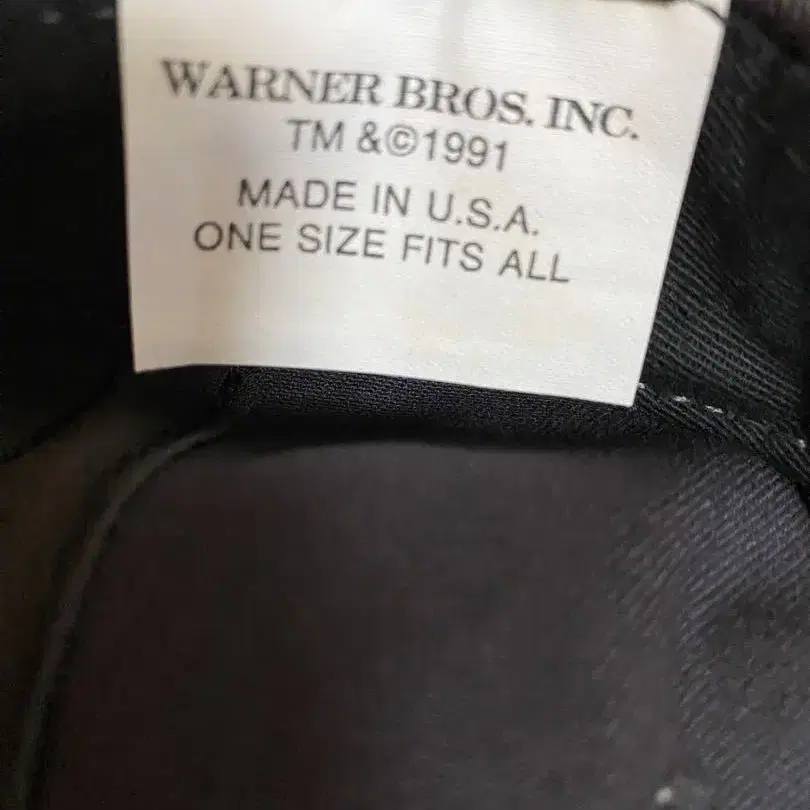 WARNER BROS. INC.
TM &©1991
MADE IN U.S.A.
ONE SIZE FITS ALL